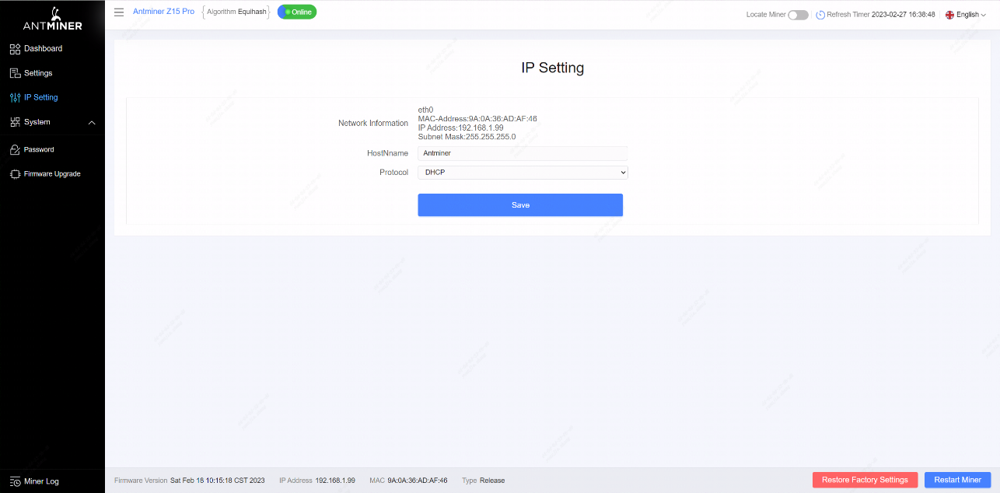 ANTMINER
Antminer Z15 Pro Algorithm Equihash Online
Locate Miner Refresh Timer 2023-02-27 16:38:48 English
Dashboard
Settings
IP Setting
System
Password
Firmware Upgrade
Miner Log
IP Setting
Network Information
eth0
MAC-Address:9A:0A:36:AD:AF:46
IP Address:192.168.1.99
Subnet Mask:255.255.255.0
HostNname Antminer
Protocol DHCP
Save
Firmware Version Sat Feb 18 10:15:18 CST 2023 IP Address 192.168.1.99 MAC 9A:0A:36:AD:AF:46 Type Release
Restore Factory Settings Restart Miner